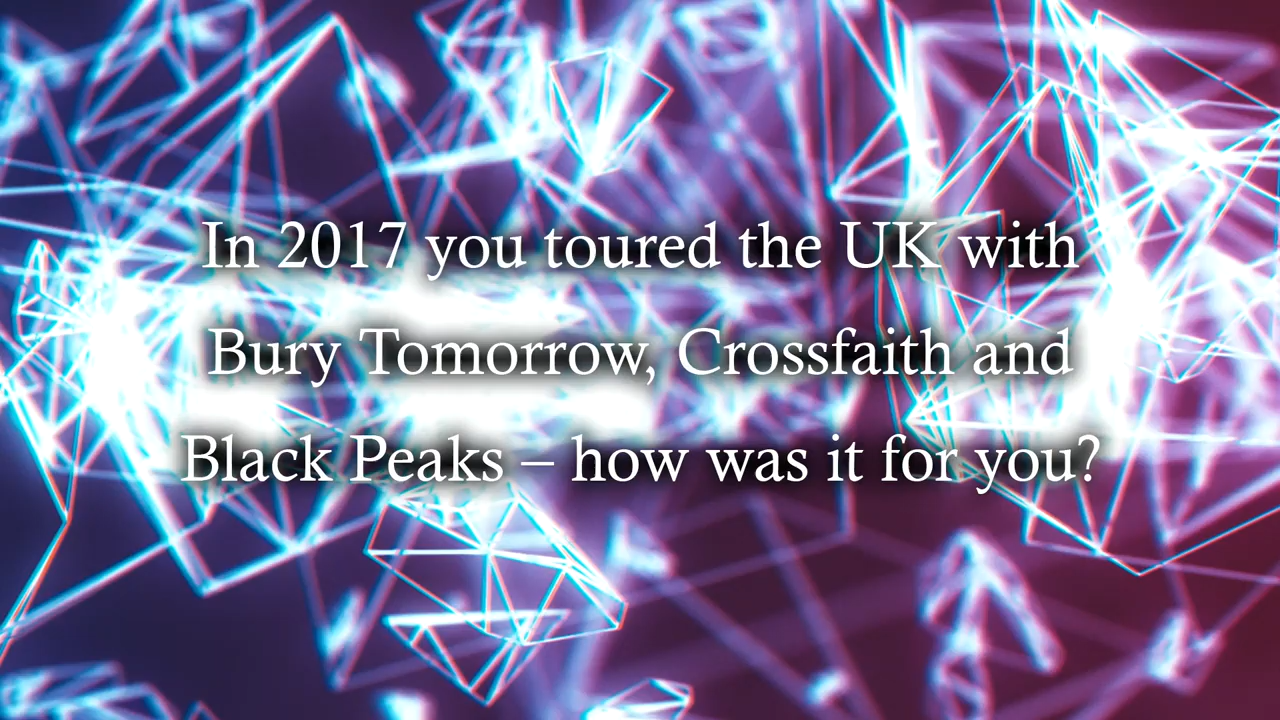 In 2017 you toured the UK with
Bury Tomorrow, Crossfaith and
Black Peaks – how was it for you?